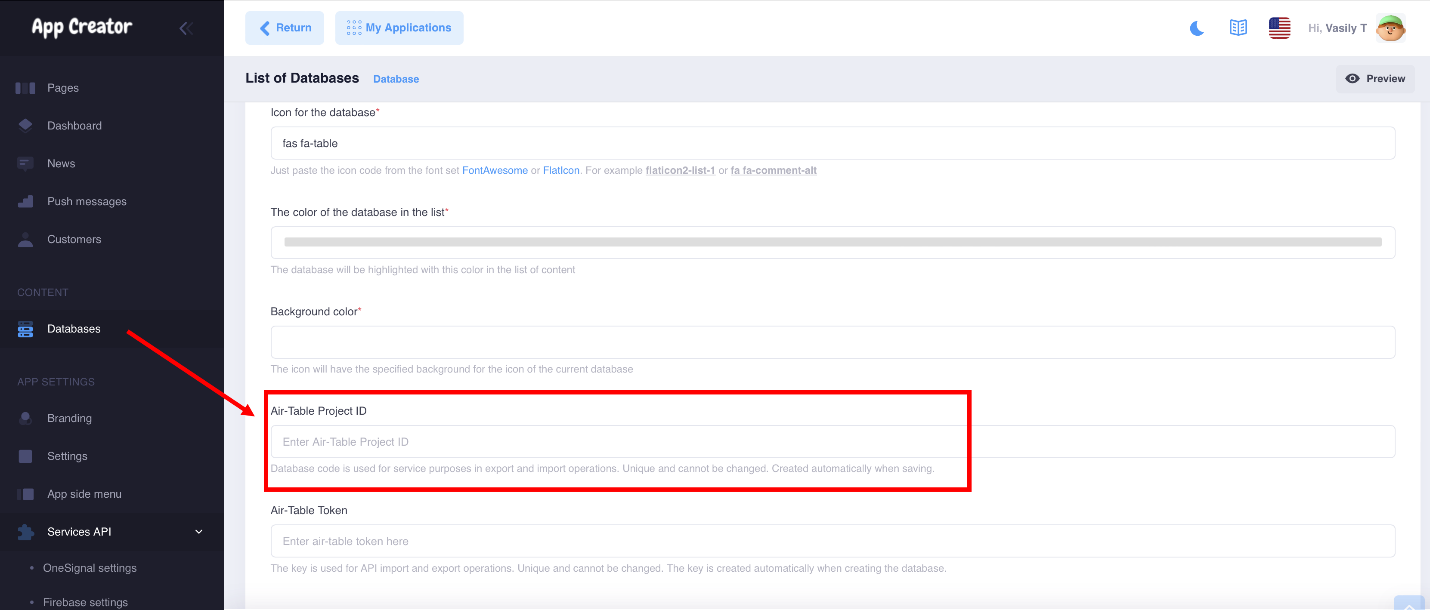 App Creator
Return
My Applications
Hi, Vasily T
List of Databases
Database
Preview
Pages
Dashboard
News
Push messages
Customers
CONTENT
Databases
APP SETTINGS
Branding
Settings
App side menu
Services API
• OneSignal settings
• Firebase settings
Icon for the database*
fas fa-table
Just paste the icon code from the font set FontAwesome or FlatIcon. For example flaticon2-list-1 or fa fa-comment-alt
The color of the database in the list*
The database will be highlighted with this color in the list of content
Background color*
The icon will have the specified background for the icon of the current database
Air-Table Project ID
Enter Air-Table Project ID
Database code is used for service purposes in export and import operations. Unique and cannot be changed. Created automatically when saving.
Air-Table Token
Enter air-table token here
The key is used for API import and export operations. Unique and cannot be changed. The key is created automatically when creating the database.